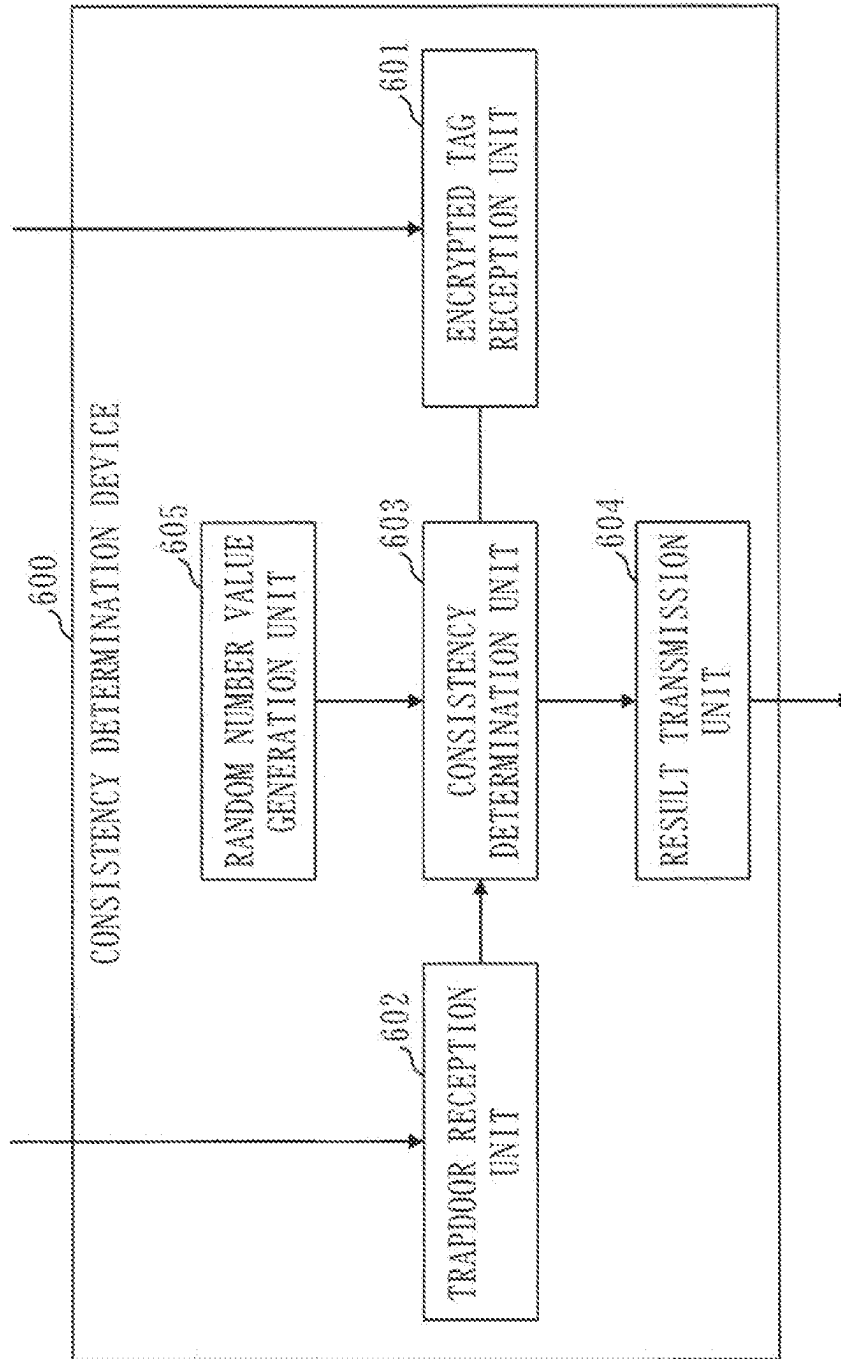 600
CONSISTENCY DETERMINATION DEVICE
605
RANDOM NUMBER VALUE
GENERATION UNIT
602
TRAPDOOR RECEPTION
UNIT
603
CONSISTENCY
DETERMINATION UNIT
601
ENCRYPTED TAG
RECEPTION UNIT
604
RESULT TRANSMISSION
UNIT